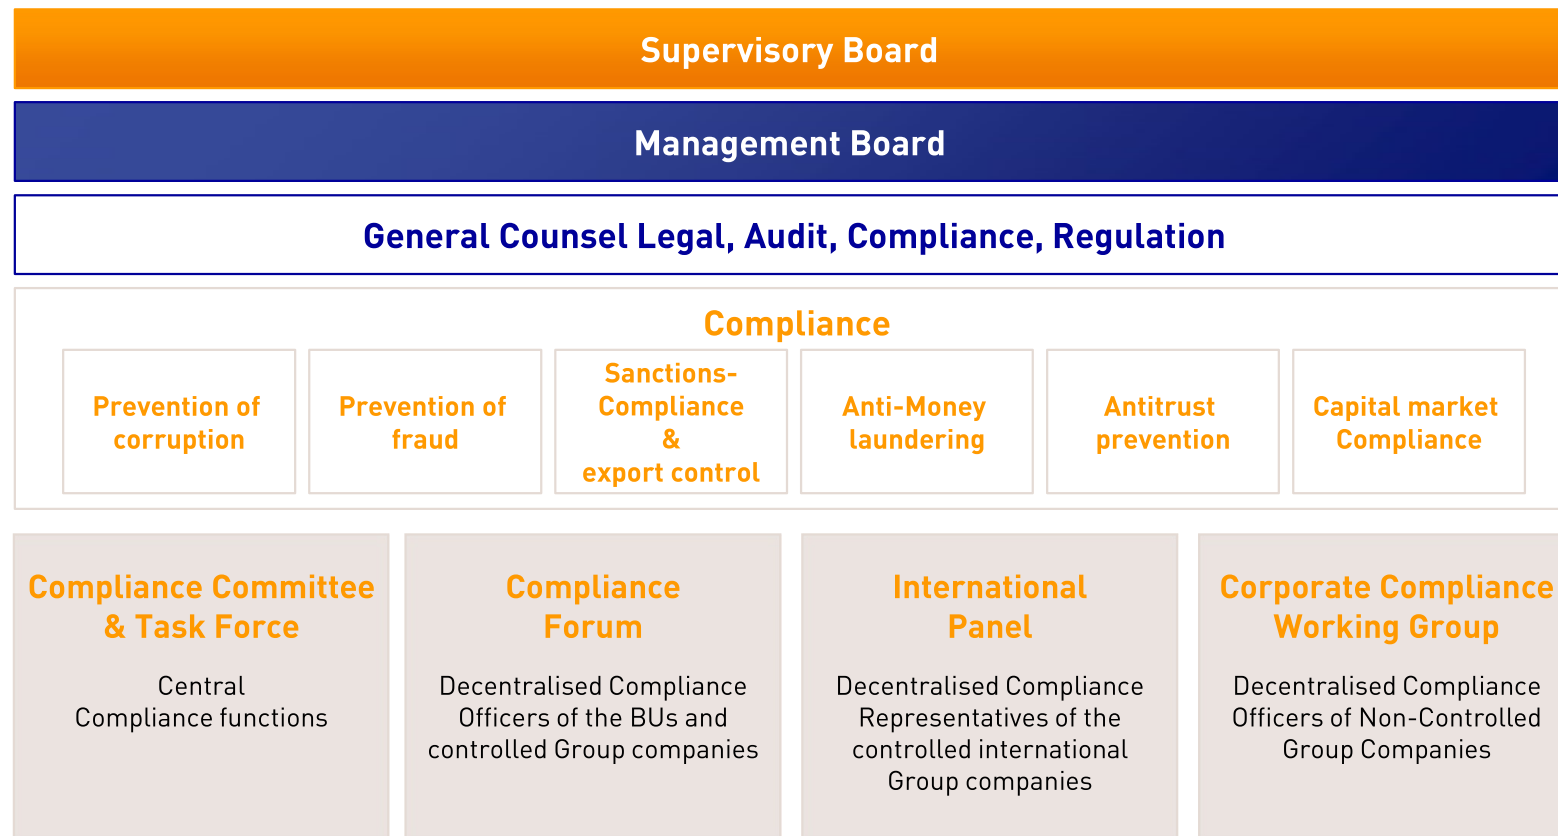 Supervisory Board
Management Board
General Counsel Legal, Audit, Compliance, Regulation
Compliance
Prevention of
corruption
Prevention of
fraud
Sanctions-
Compliance
&
export control
Anti-Money
laundering
Antitrust
prevention
Capital market
Compliance
Compliance Committee
& Task Force
Central
Compliance functions
Compliance
Forum
Decentralised Compliance
Officers of the BUs and
controlled Group companies
International
Panel
Decentralised Compliance
Representatives of the
controlled international
Group companies
Corporate Compliance
Working Group
Decentralised Compliance
Officers of Non-Controlled
Group Companies